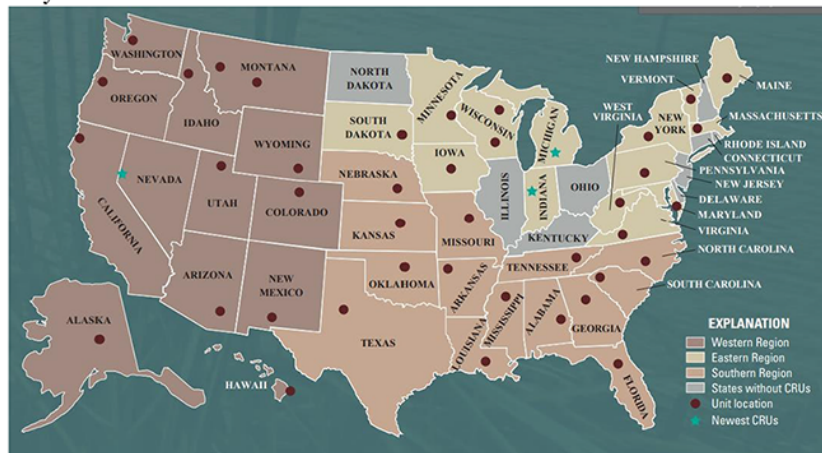 WASHINGTON
MONTANA
NORTH
DAKOTA
MINNESOTA
NEW HAMPSHIRE
VERMONT
MAINE
OREGON
IDAHO
SOUTH
DAKOTA
WISCONSIN
MICHIGAN
WEST
VIRGINIA
NEW
YORK
MASSACHUSETTS
WYOMING
IOWA
RHODE ISLAND
CONNECTICUT
PENNSYLVANIA
NEW JERSEY
NEVADA
UTAH
COLORADO
NEBRASKA
ILLINOIS
INDIANA
OHIO
DELAWARE
MARYLAND
VIRGINIA
CALIFORNIA
KANSAS
MISSOURI
KENTUCKY
NORTH CAROLINA
ARIZONA
NEW
MEXICO
OKLAHOMA
ARKANSAS
TENNESSEE
SOUTH CAROLINA
ALASKA
TEXAS
LOUISIANA
MISSISSIPPI
ALABAMA
GEORGIA
HAWAII
FLORIDA
EXPLANATION
Western Region
Eastern Region
Southern Region
States without CRUs
Unit location
Newest CRUs